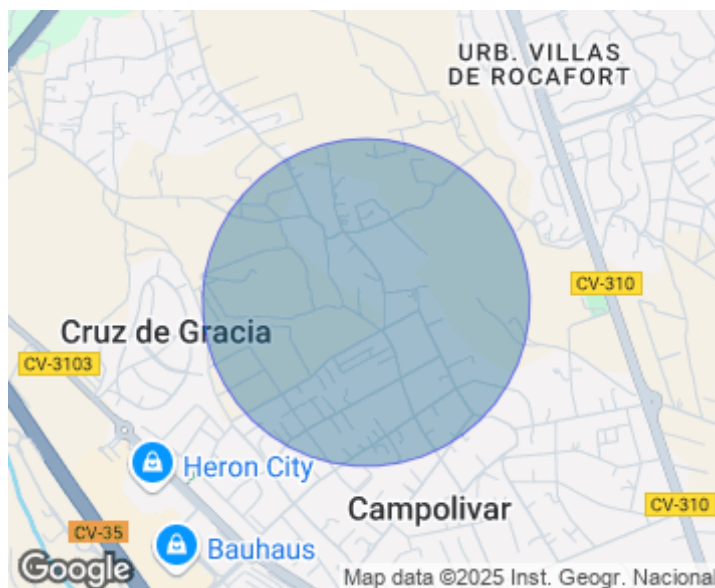 URB. VILLAS
DE ROCAFORT
CV-310
Cruz de Gracia
CV-3103
Heron City
Campolivar
CV-310
CV-35
Bauhaus
Google
Map data ©2025 Inst. Geogr. Nacional